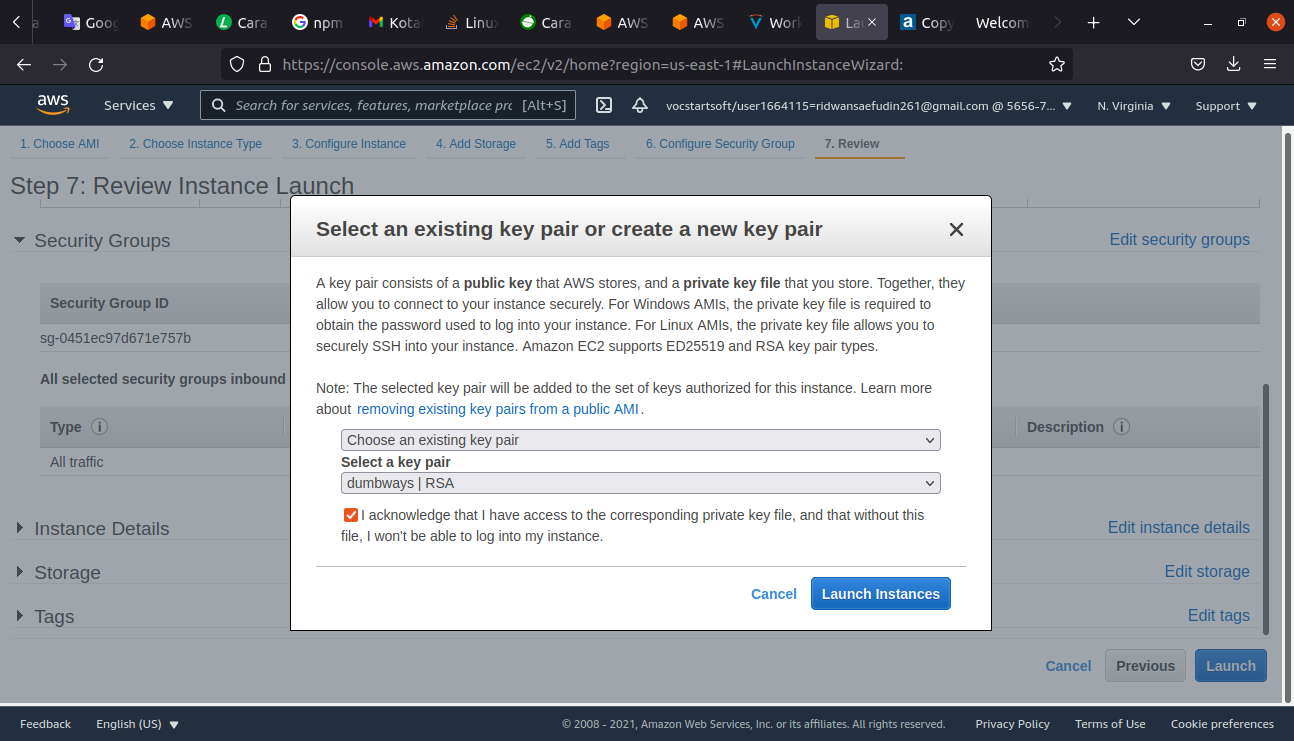 Goo
AWS
Cara
npm
Kota
Linu
Cara
AWS
AWS
Work
La
Copy
Welcom
https://console.aws.amazon.com/ec2/v2/home?region=us-east-1#LaunchInstanceWizard:
aws
Services
Search for services, features, marketplace prc [Alt+S]
vocstartsoft/user1664115=ridwansaefudin261@gmail.com @ 5656-7...
N. Virginia
Support
1. Choose AMI
2. Choose Instance Type
3. Configure Instance
4. Add Storage
5. Add Tags
6. Configure Security Group
7. Review
Step 7: Review Instance Launch
Security Groups
Edit security groups
Security Group ID
sg-0451ec97d671e757b
All selected security groups inbound
Type
Description
All traffic
Instance Details
Edit instance details
Storage
Edit storage
Tags
Edit tags
Select an existing key pair or create a new key pair
A key pair consists of a public key that AWS stores, and a private key file that you store. Together, they
allow you to connect to your instance securely. For Windows AMIs, the private key file is required to
obtain the password used to log into your instance. For Linux AMIs, the private key file allows you to
securely SSH into your instance. Amazon EC2 supports ED25519 and RSA key pair types.
Note: The selected key pair will be added to the set of keys authorized for this instance. Learn more
about removing existing key pairs from a public AMI.
Choose an existing key pair
Select a key pair
dumbways | RSA
I acknowledge that I have access to the corresponding private key file, and that without this
file, I won't be able to log into my instance.
Cancel
Launch Instances
Cancel
Previous
Launch
Feedback
English (US)
© 2008 - 2021, Amazon Web Services, Inc. or its affiliates. All rights reserved.
Privacy Policy
Terms of Use
Cookie preferences